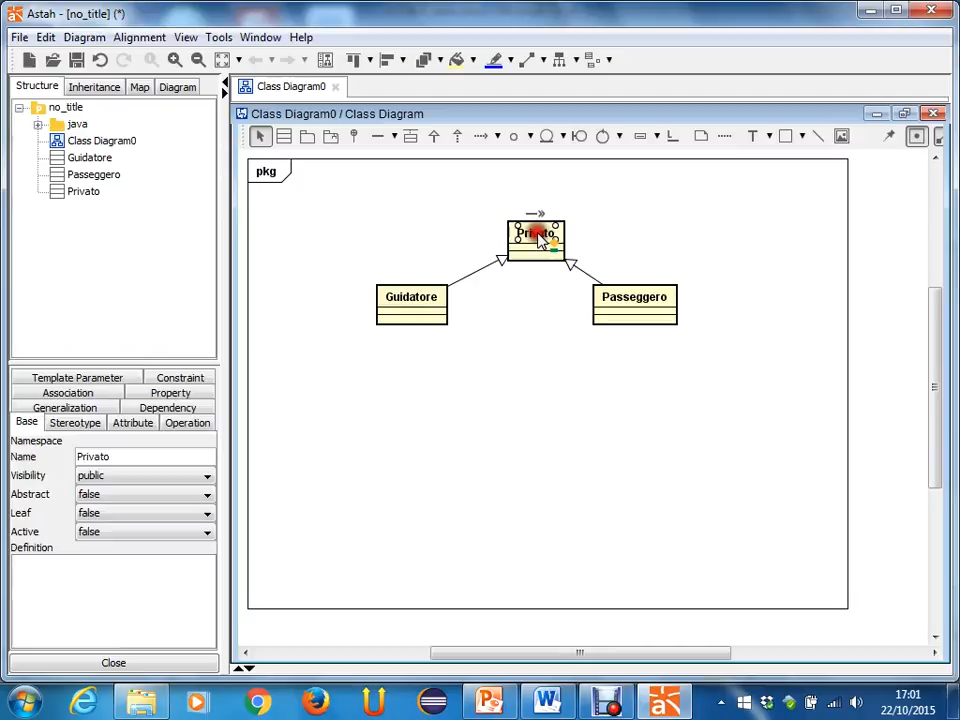 Astah - [no_title] (*)
File Edit Diagram Alignment View Tools Window Help
Structure Inheritance Map Diagram
Class Diagram0
no_title
java
Class Diagram0
Guidatore
Passeggero
Privato
Class Diagram0 / Class Diagram
T
pkg
Privato
Guidatore
Passeggero
Template Parameter Constraint
Association Property
Generalization Dependency
Base Stereotype Attribute Operation
Namespace
Name Privato
Visibility public
Abstract false
Leaf false
Active false
Definition
Close
17:01
22/10/2015